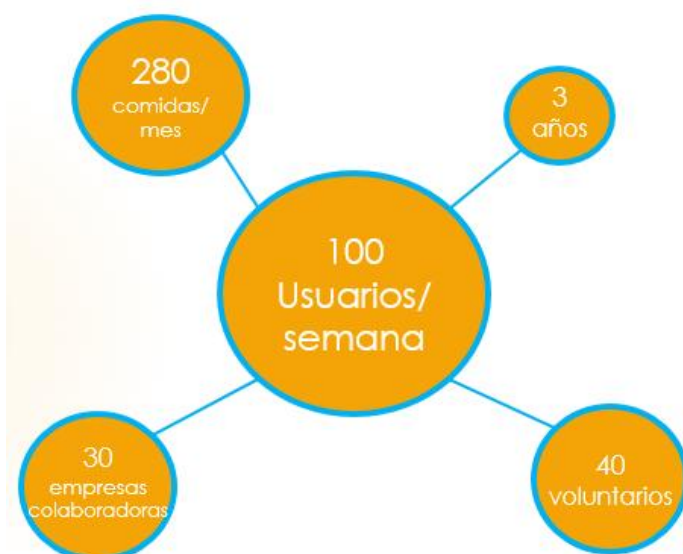 280
comidas/
mes
3
años
100
Usuarios/
semana
30
empresas
colaboradoras
40
voluntarios